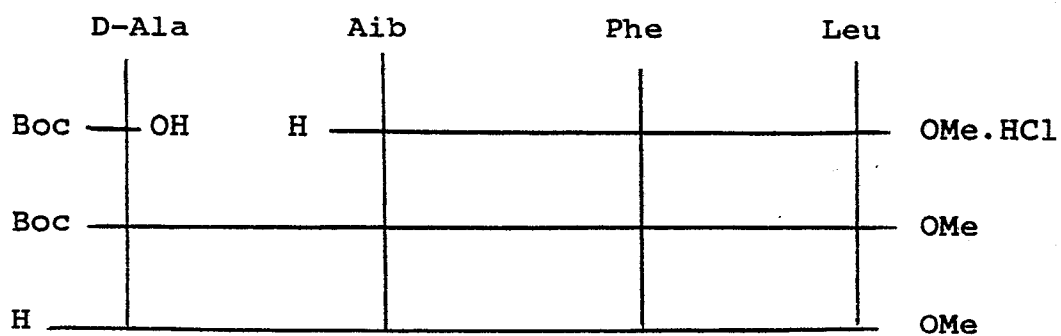 D-Ala Aib Phe Leu
Boc OH H OMe.HCl
Boc OMe
H OMe